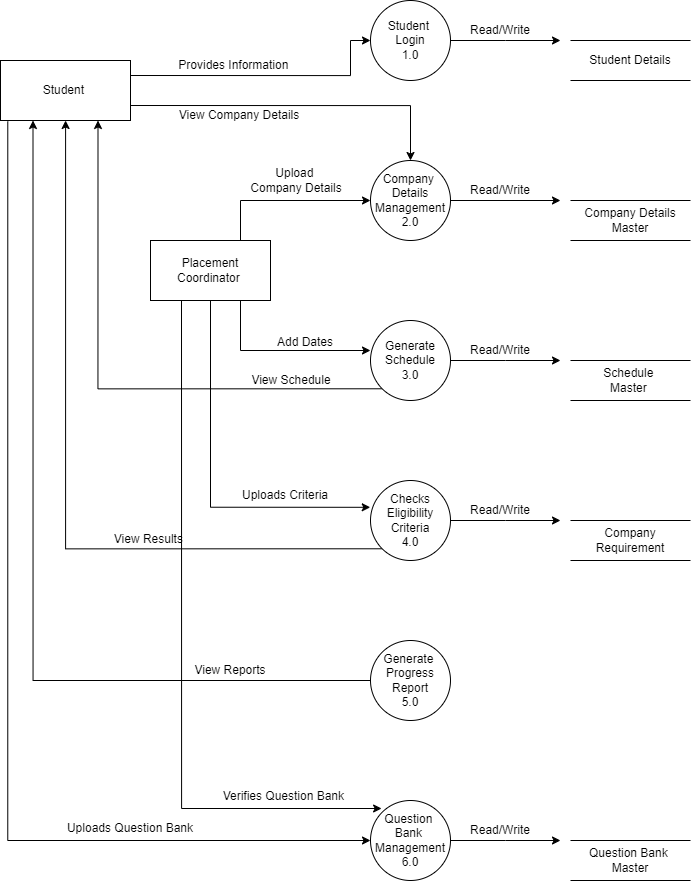 Student
Login
1.0
Read/Write
Student Details
Provides Information
Student
View Company Details
Upload
Company Details
Company
Details
Management
2.0
Read/Write
Company Details
Master
Placement
Coordinator
Add Dates
Generate
Schedule
3.0
Read/Write
Schedule
Master
View Schedule
Uploads Criteria
Checks
Eligibility
Criteria
4.0
Read/Write
Company
Requirement
View Results
Generate
Progress
Report
5.0
View Reports
Verifies Question Bank
Uploads Question Bank
Question
Bank
Management
6.0
Read/Write
Question Bank
Master